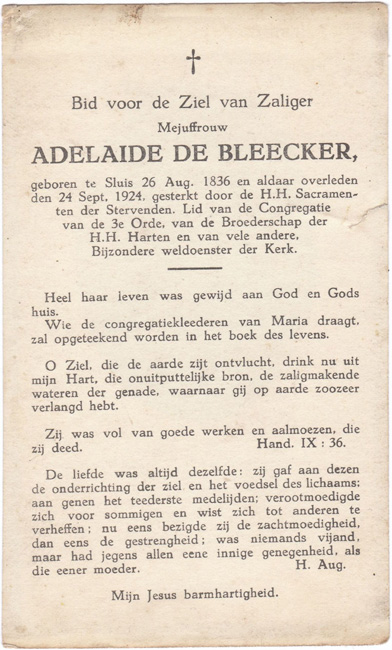 Bid voor de Ziel van Zaliger
Mejuffrouw
ADELAIDE DE BLEECKER,
geboren te Sluis 26 Aug. 1836 en aldaar overleden
den 24 Sept. 1924, gesterkt door de H.H. Sacramen-
ten der Stervenden. Lid van de Congregatie
van de 3e Orde, van de Broederschap der
H.H. Harten en van vele andere,
Bijzondere weldoenster der Kerk.
Heel haar leven was gewijd aan God en Gods
huis.
Wie de congregatiekleederen van Maria draagt,
zal opgeteekend worden in het boek des levens.
O Ziel, die de aarde zijt ontvlucht, drink nu uit
mijn Hart, die onuitputtelijke bron, de zaligmakende
wateren der genade, waarnaar gij op aarde zoozeer
verlangd hebt.
Zij was vol van goede werken en aalmoezen, die
zij deed. Hand. IX : 36.
De liefde was altijd dezelfde: zij gaf aan dezen
de onderrichting der ziel en het voedsel des lichaams;
aan genen het teederste medelijden; verootmoedigde
zich voor sommigen en wist zich tot anderen te
verheffen; nu eens bezigde zij de zachtmoedigheid,
dan eens de gestrengheid; was niemands vijand,
maar had jegens allen eene innige genegenheid, als
die eener moeder. H. Aug.
Mijn Jesus barmhartigheid.